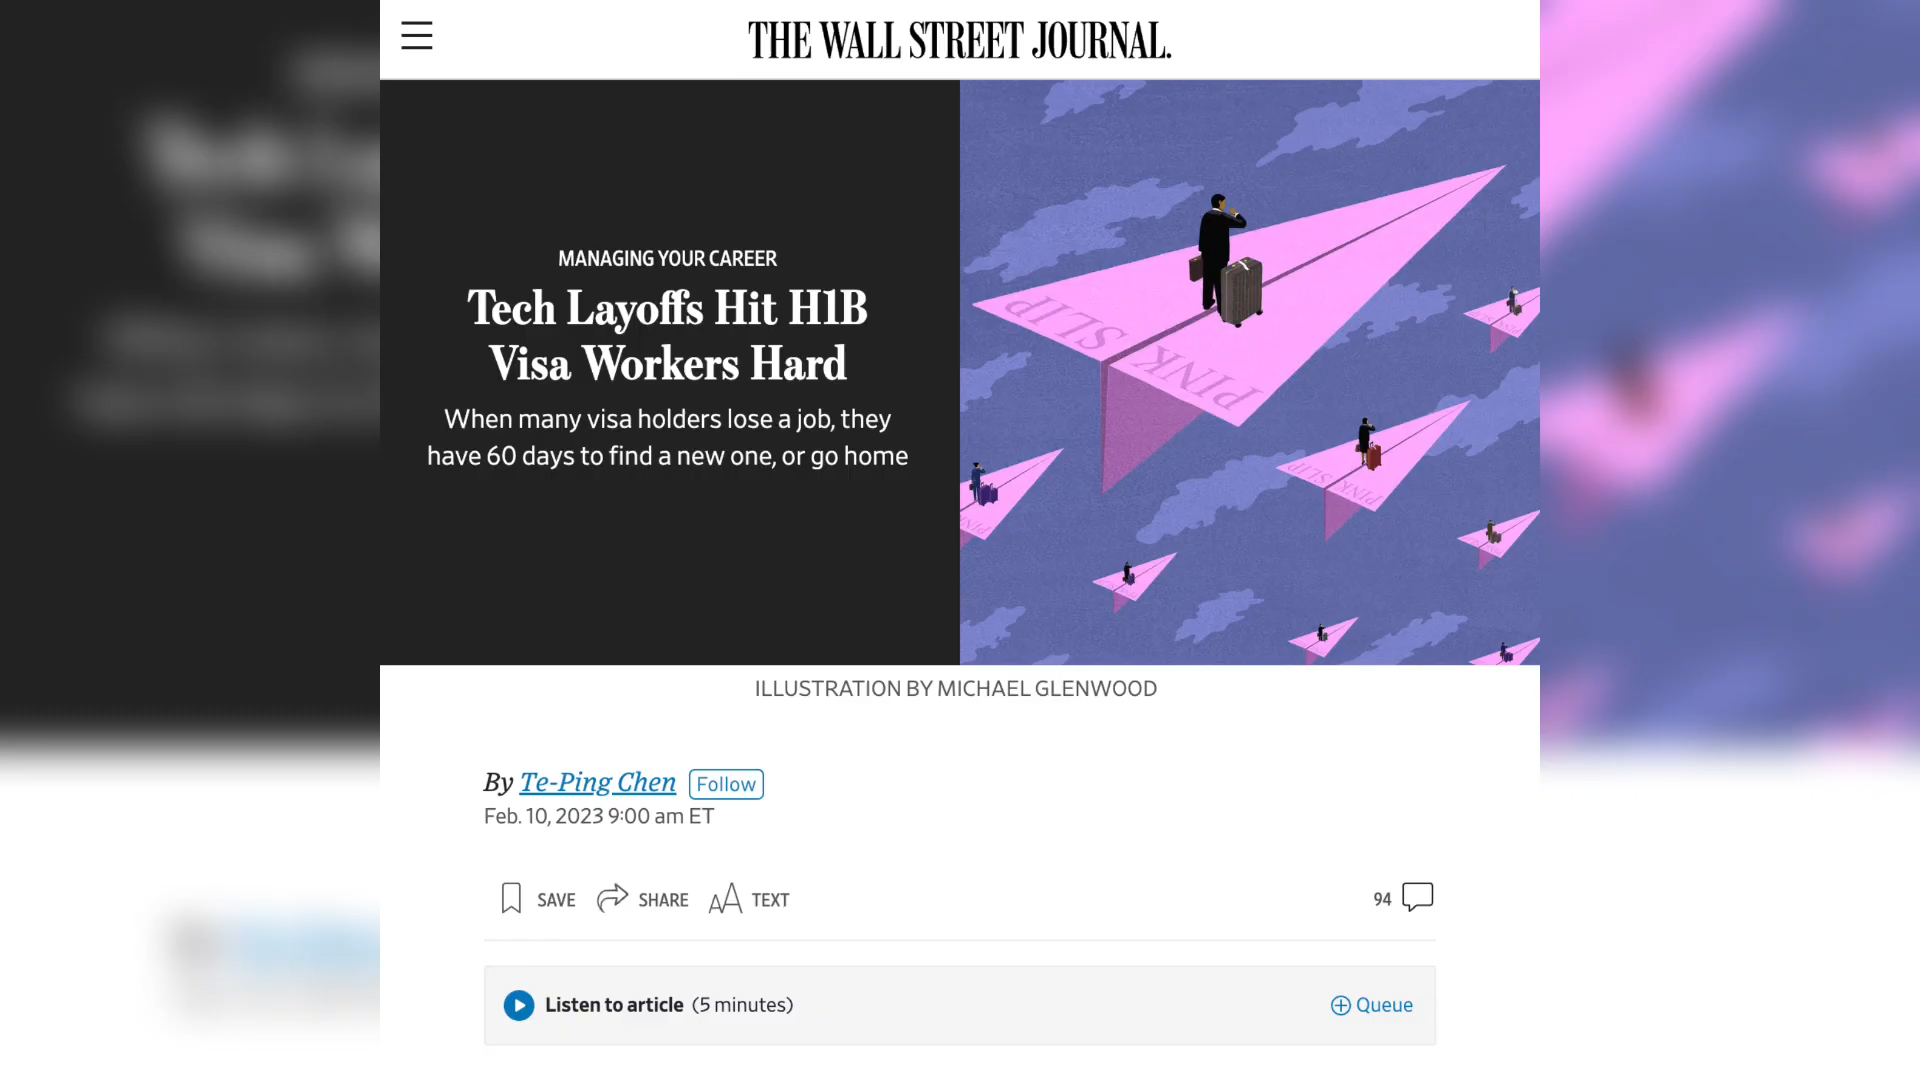 THE WALL STREET JOURNAL.
MANAGING YOUR CAREER
Tech Layoffs Hit H1B
Visa Workers Hard
When many visa holders lose a job, they
have 60 days to find a new one, or go home
PINK SLIP
PINK SLIP
ILLUSTRATION BY MICHAEL GLENWOOD
By Te-Ping Chen Follow
Feb. 10, 2023 9:00 am ET
SAVE SHARE AA TEXT 94
Listen to article (5 minutes) Queue